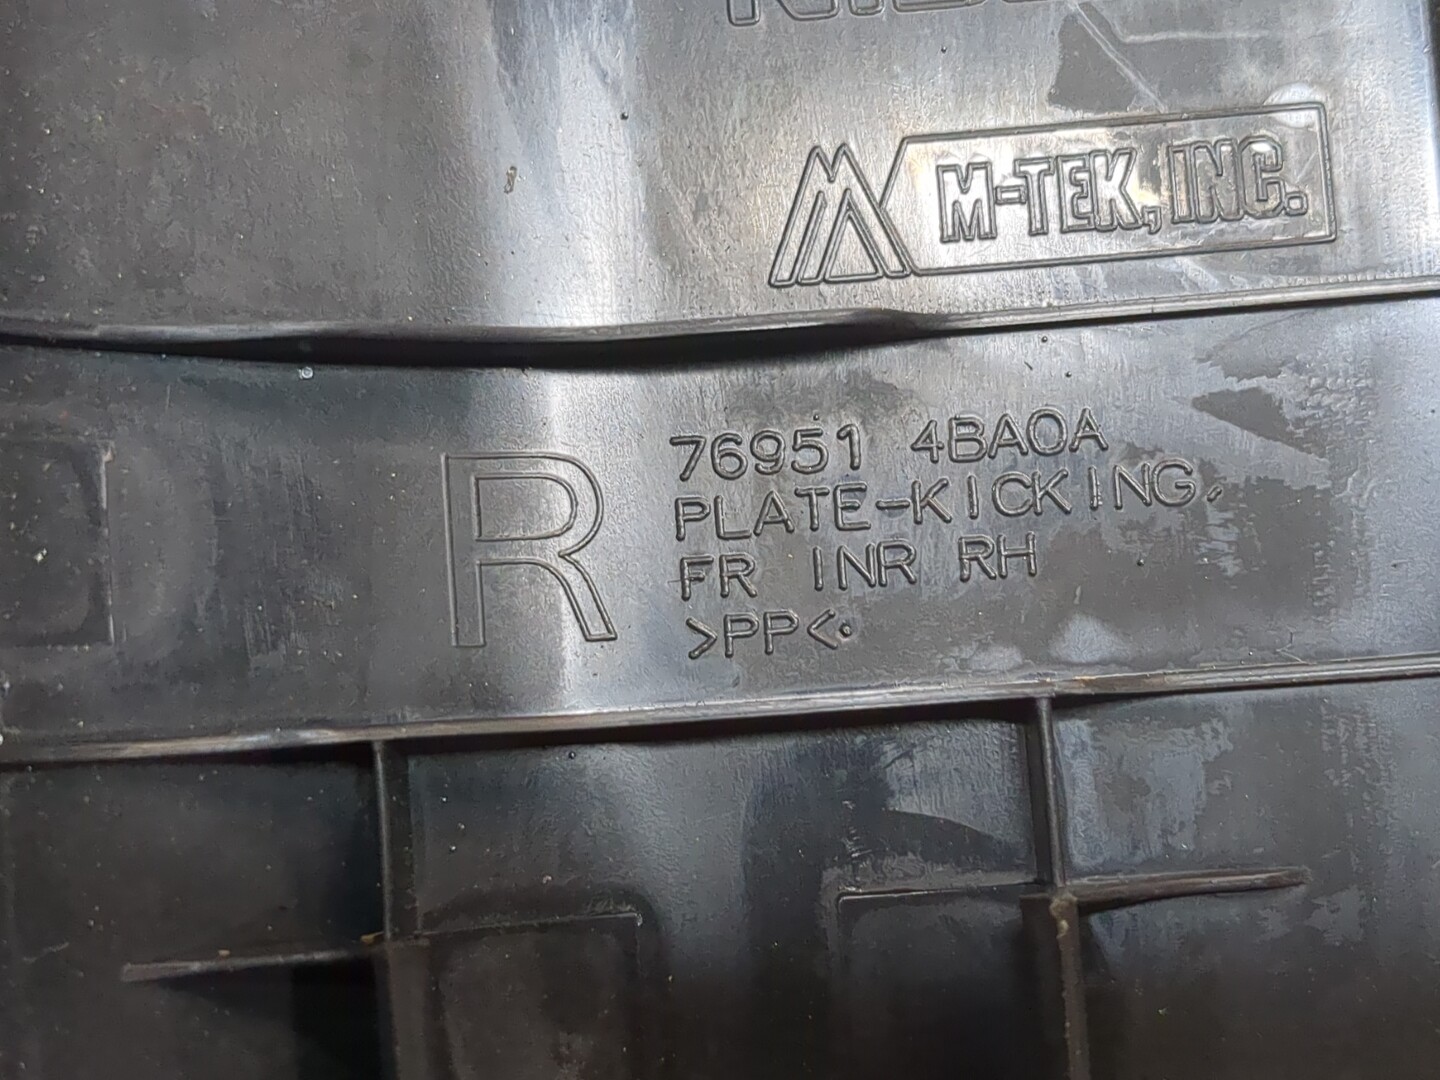 M-TEK, INC.
R
76951 4BA0A
PLATE-KICKING,
FR INR RH
>PP<